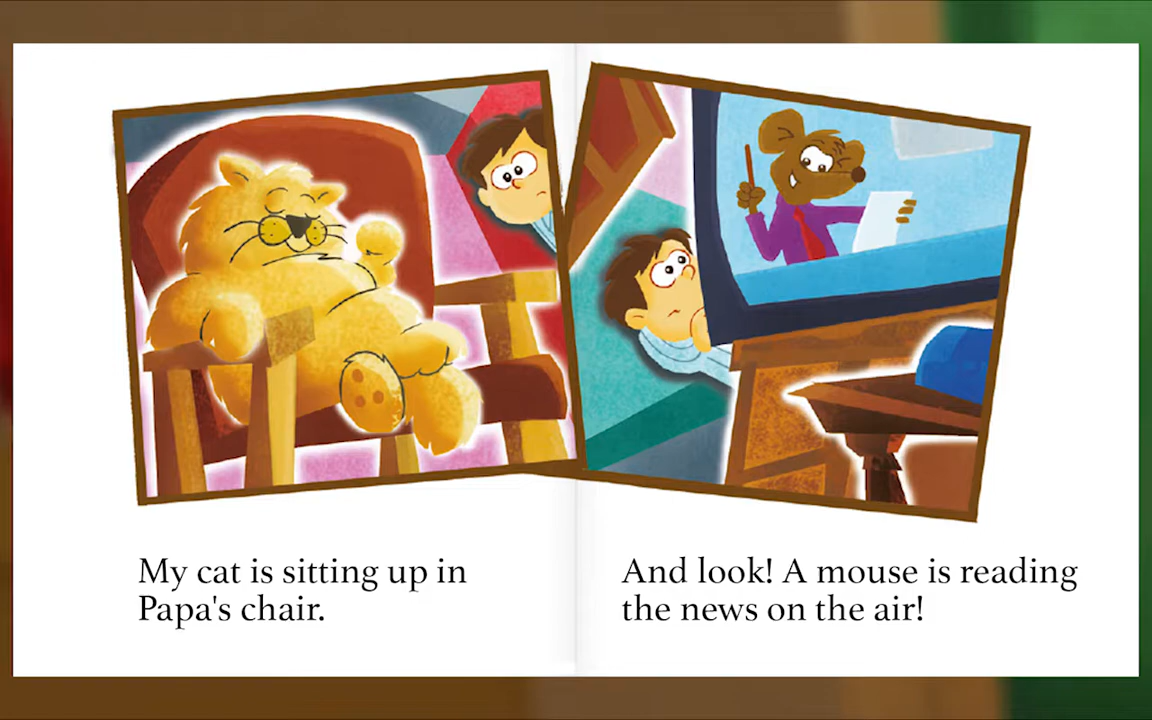 My cat is sitting up in
Papa's chair.
And look! A mouse is reading
the news on the air!